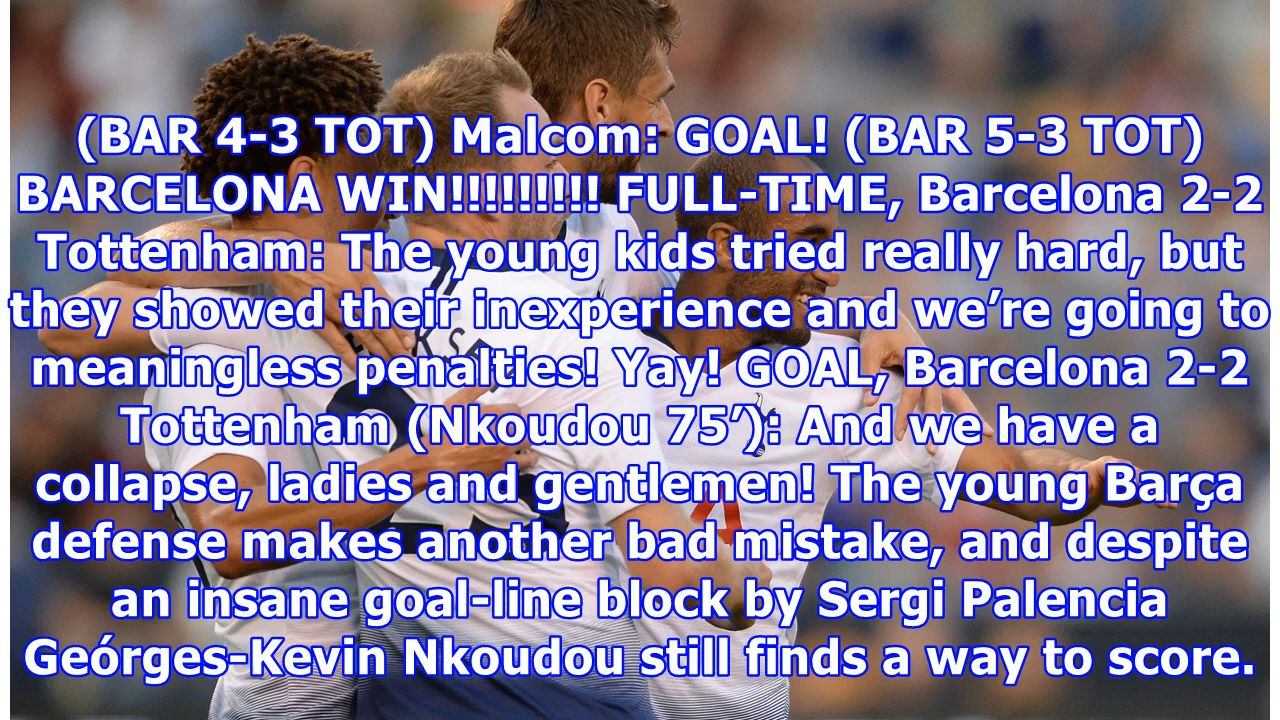 (BAR 4-3 TOT) Malcom: GOAL! (BAR 5-3 TOT)
BARCELONA WIN!!!!!!!!! FULL-TIME, Barcelona 2-2
Tottenham: The young kids tried really hard, but
they showed their inexperience and we’re going to
meaningless penalties! Yay! GOAL, Barcelona 2-2
Tottenham (Nkoudou 75’): And we have a
collapse, ladies and gentlemen! The young Barça
defense makes another bad mistake, and despite
an insane goal-line block by Sergi Palencia
Geórges-Kevin Nkoudou still finds a way to score.